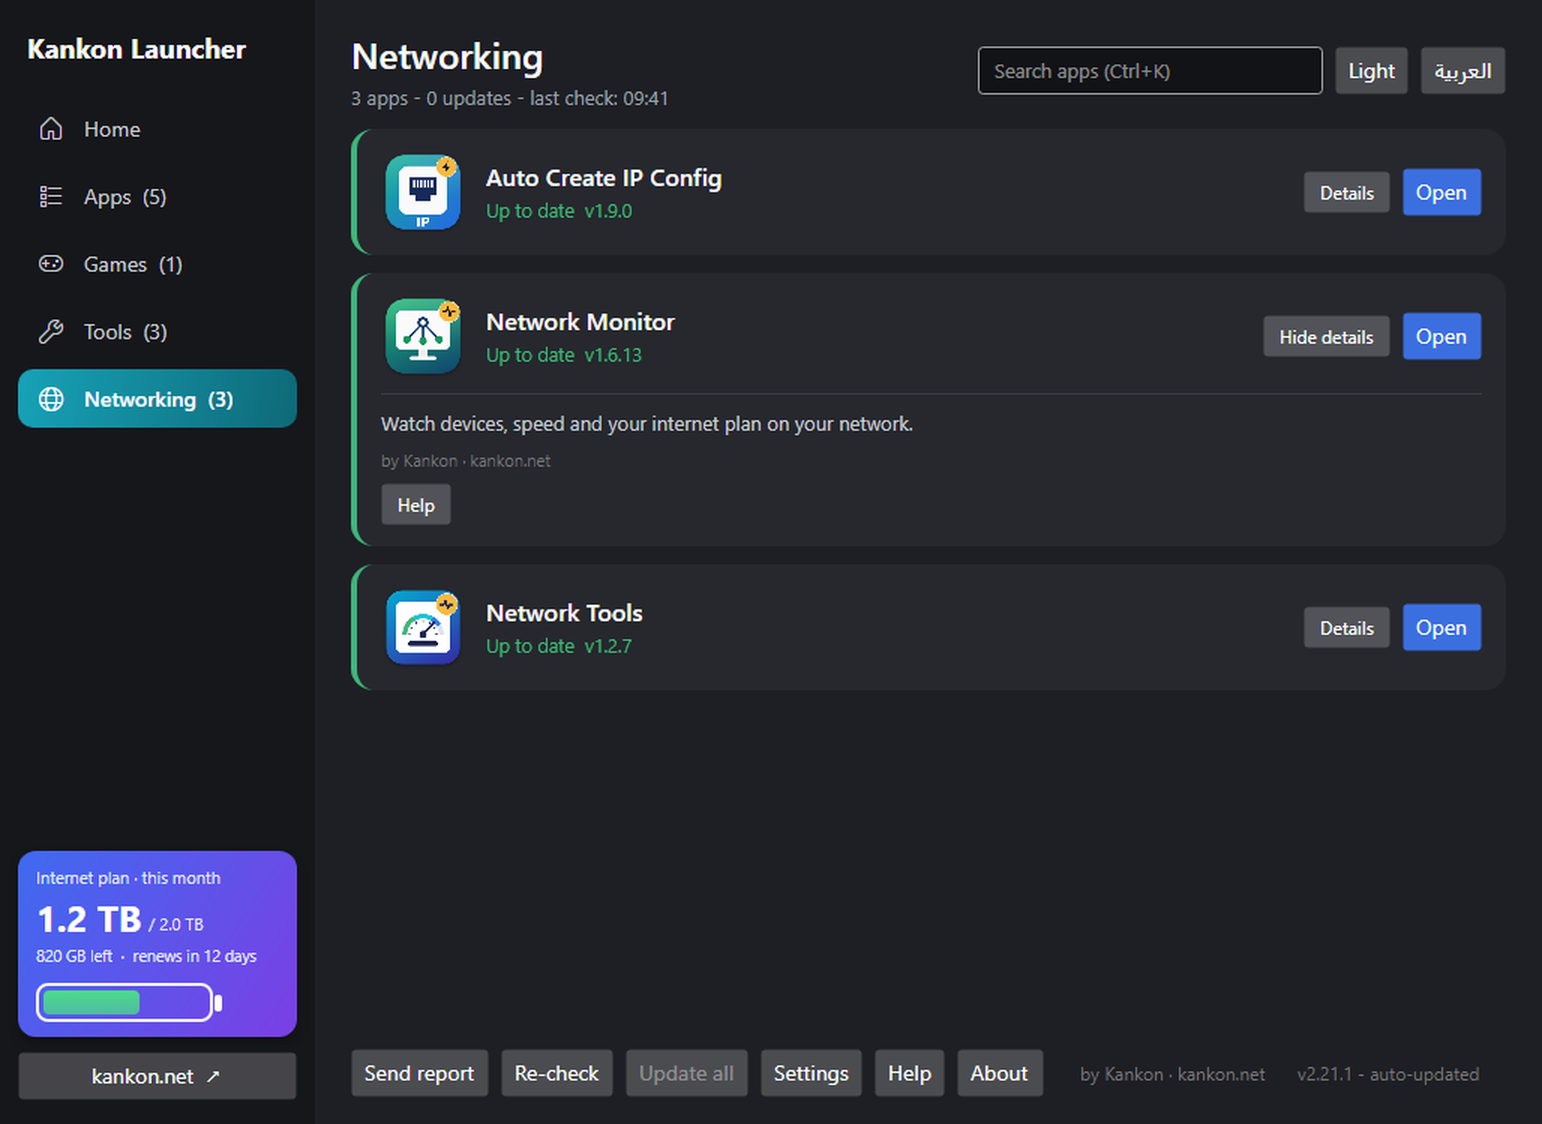 Kankon Launcher
Home
Apps (5)
Games (1)
Tools (3)
Networking (3)
Internet plan · this month
1.2 TB / 2.0 TB
820 GB left · renews in 12 days
kankon.net ↗
Networking
3 apps - 0 updates - last check: 09:41
Search apps (Ctrl+K)
Light
العربية
IP
Auto Create IP Config
Up to date v1.9.0
Details
Open
Network Monitor
Up to date v1.6.13
Hide details
Open
Watch devices, speed and your internet plan on your network.
by Kankon · kankon.net
Help
Network Tools
Up to date v1.2.7
Details
Open
Send report
Re-check
Update all
Settings
Help
About
by Kankon · kankon.net
v2.21.1 - auto-updated